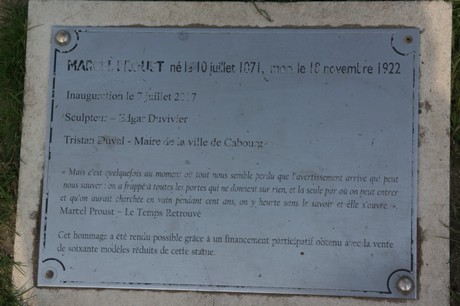 MARCEL PROUST né le 10 juillet 1871, mort le 18 novembre 1922
Inauguration le 7 juillet 2017
Sculpteur – Edgar Duvivier
Tristan Duval - Maire de la ville de Cabourg
« Mais c'est quelquefois au moment où tout nous semble perdu que l'avertissement arrive qui peut
nous sauver : on a frappé à toutes les portes qui ne donnent sur rien, et la seule par où on peut entrer
et qu'on aurait cherchée en vain pendant cent ans, on y heurte sans le savoir et elle s'ouvre. »
Marcel Proust – Le Temps Retrouvé
Cet hommage a été rendu possible grâce à un financement participatif obtenu avec la vente
de soixante modèles réduits de cette statue.